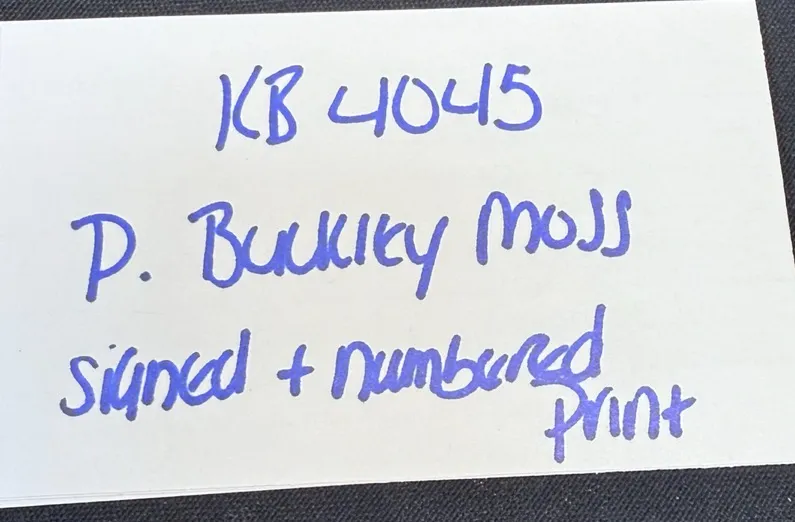 KB 4045
P. Buckley Moss
signed + numbered
print